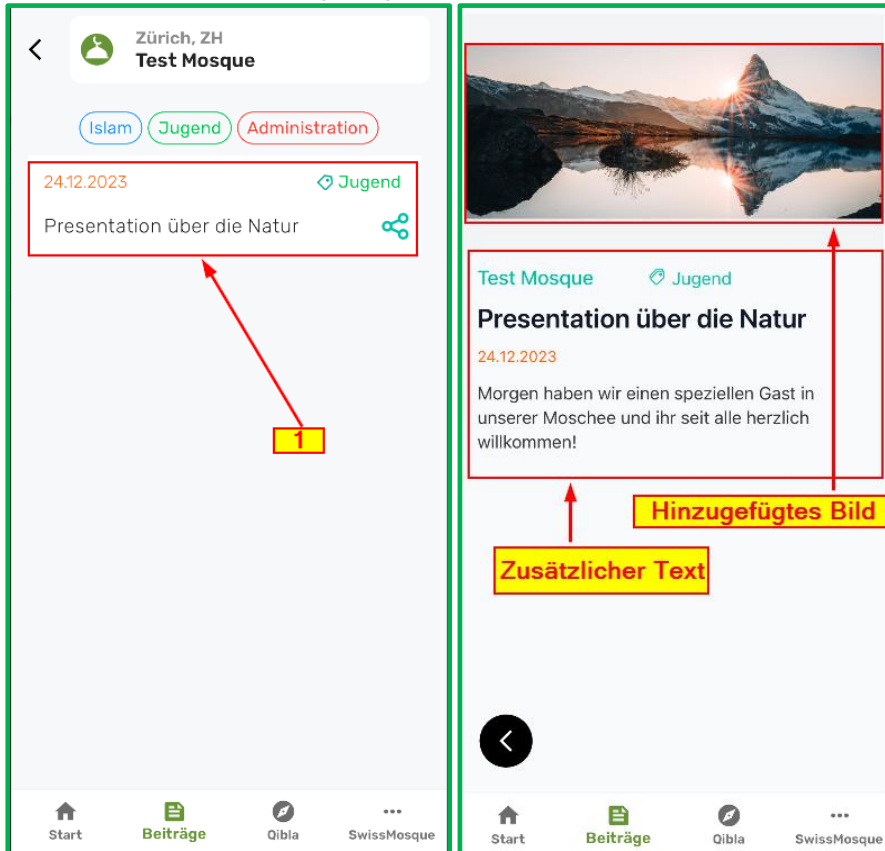 Zürich, ZH
Test Mosque
Islam Jugend Administration
24.12.2023 Jugend
Presentation über die Natur
1
Start Beiträge Qibla SwissMosque
Test Mosque Jugend
Presentation über die Natur
24.12.2023
Morgen haben wir einen speziellen Gast in
unserer Moschee und ihr seit alle herzlich
willkommen!
Hinzugefügtes Bild
Zusätzlicher Text
Start Beiträge Qibla SwissMosque